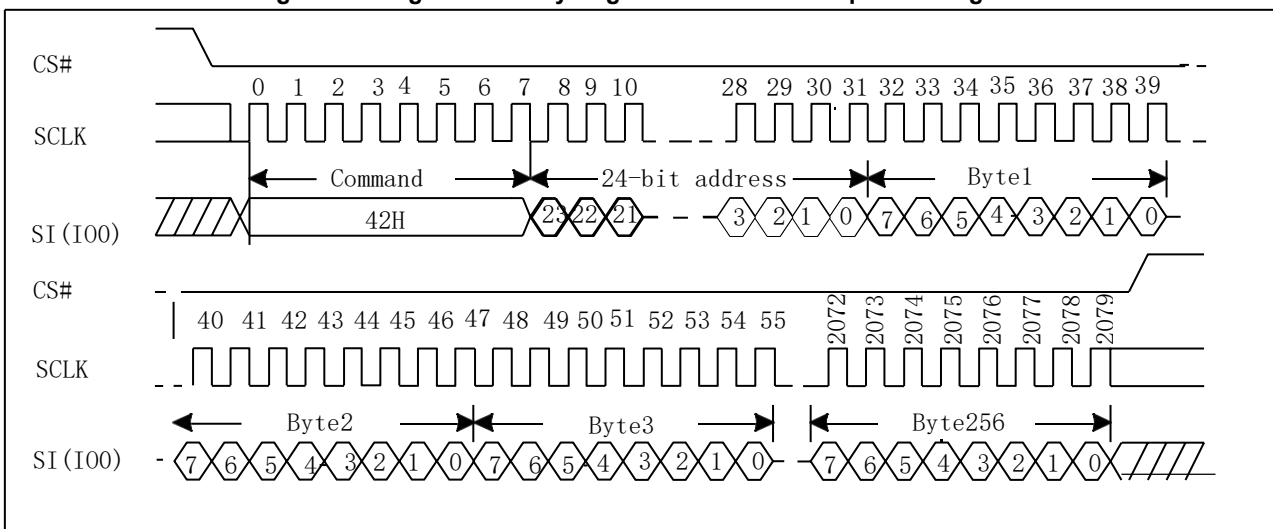 CS#
0 1 2 3 4 5 6 7 8 9 10 28 29 30 31 32 33 34 35 36 37 38 39
SCLK
Command 24-bit address Byte1
SI(IO0) 42H 23 22 21 3 2 1 0 7 6 5 4 3 2 1 0
CS#
40 41 42 43 44 45 46 47 48 49 50 51 52 53 54 55 2072 2073 2074 2075 2076 2077 2078 2079
SCLK
Byte2 Byte3 Byte256
SI(IO0) 7 6 5 4 3 2 1 0 7 6 5 4 3 2 1 0 7 6 5 4 3 2 1 0